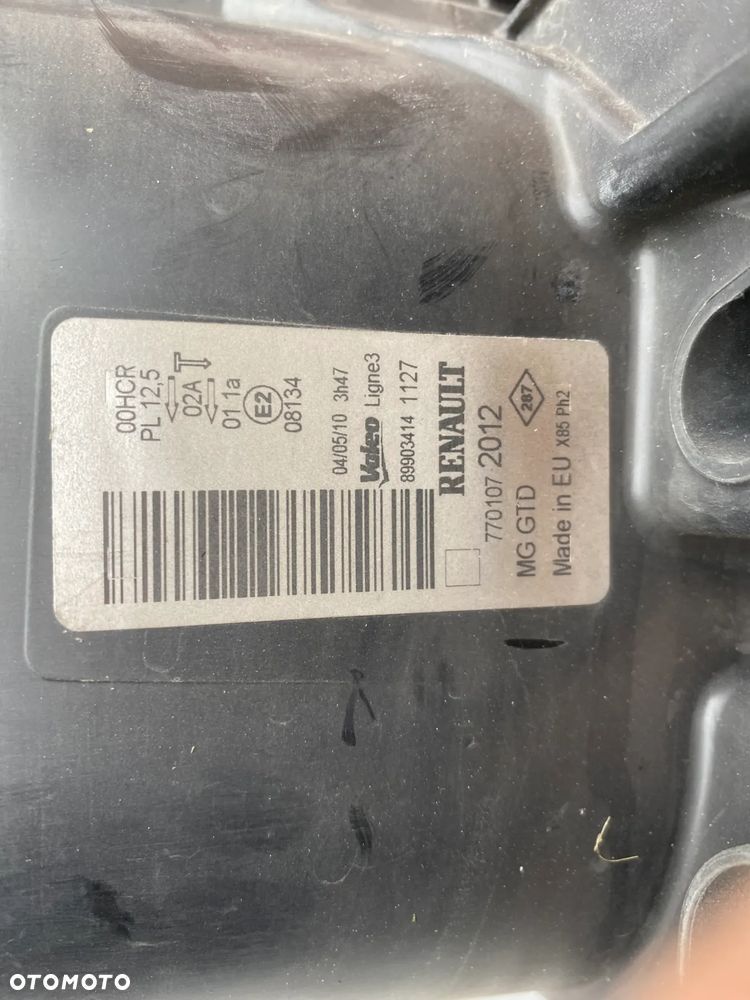 00HCR
PL 12,5
02A
01 1a
E2
08134
04/05/10 3h47
Valeo Ligne3
89903414 1127
RENAULT
770107 2012
MG GTD 287
Made in EU X85 Ph2
OTOMOTO